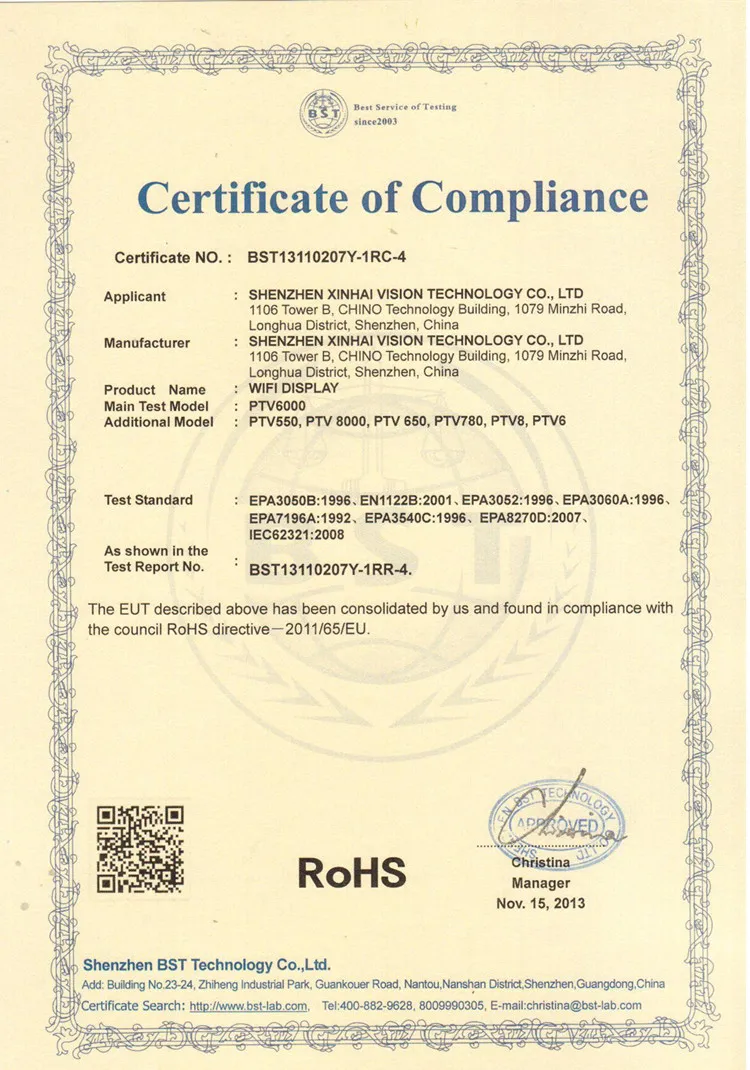 BST
Best Service of Testing
since2003
Certificate of Compliance
Certificate NO. : BST13110207Y-1RC-4
Applicant : SHENZHEN XINHAI VISION TECHNOLOGY CO., LTD
1106 Tower B, CHINO Technology Building, 1079 Minzhi Road,
Longhua District, Shenzhen, China
Manufacturer : SHENZHEN XINHAI VISION TECHNOLOGY CO., LTD
1106 Tower B, CHINO Technology Building, 1079 Minzhi Road,
Longhua District, Shenzhen, China
Product Name : WIFI DISPLAY
Main Test Model : PTV6000
Additional Model : PTV550, PTV 8000, PTV 650, PTV780, PTV8, PTV6
Test Standard : EPA3050B:1996、EN1122B:2001、EPA3052:1996、EPA3060A:1996、
EPA7196A:1992、EPA3540C:1996、EPA8270D:2007、
IEC62321:2008
As shown in the
Test Report No. : BST13110207Y-1RR-4.
BST
The EUT described above has been consolidated by us and found in compliance with
the council RoHS directive－2011/65/EU.
BST TECHNOLOGY
APPROVED
Christina
RoHS
Christina
Manager
Nov. 15, 2013
Shenzhen BST Technology Co.,Ltd.
Add: Building No.23-24, Zhiheng Industrial Park, Guankouer Road, Nantou,Nanshan District,Shenzhen,Guangdong,China
Certificate Search: http://www.bst-lab.com, Tel:400-882-9628, 8009990305, E-mail:christina@bst-lab.com